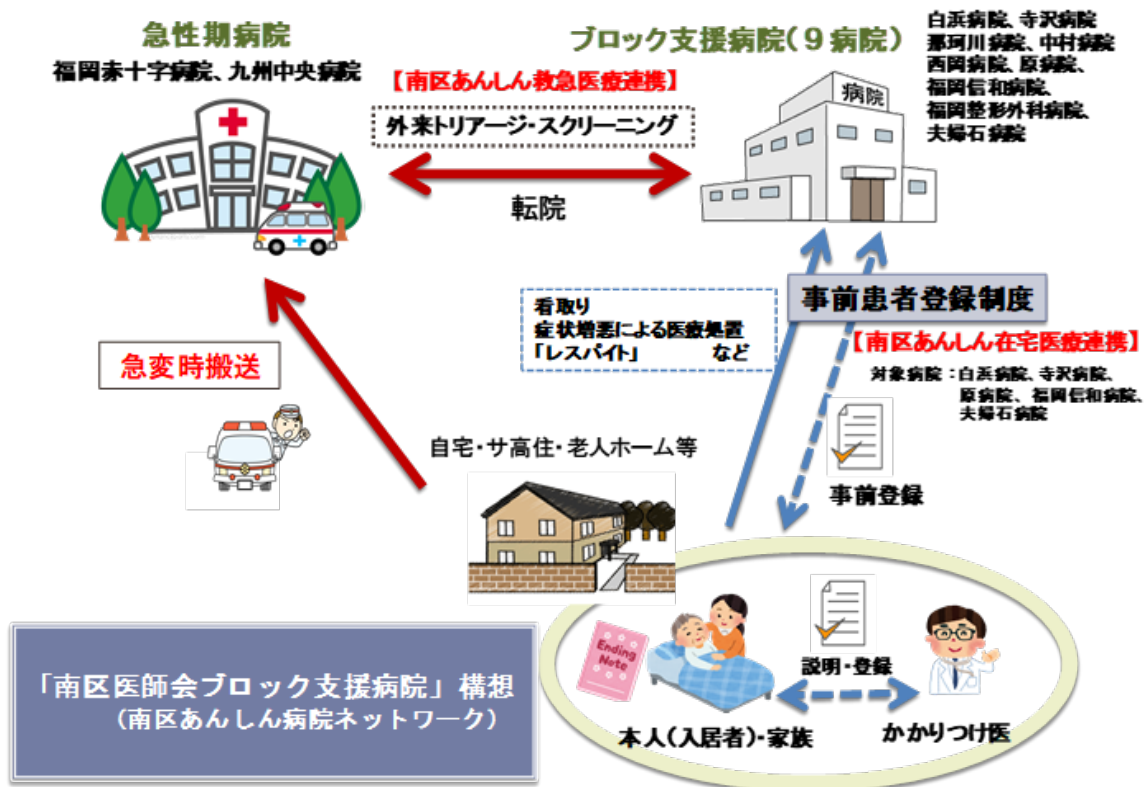 急性期病院
福岡赤十字病院、九州中央病院
【南区あんしん救急医療連携】
外来トリアージ・スクリーニング
転院
ブロック支援病院(9病院)
白浜病院、寺沢病院
那珂川病院、中村病院
西岡病院、原病院、
福岡信和病院、
福岡整形外科病院、
夫婦石病院
病院
看取り
症状増悪による医療処置
「レスパイト」 など
事前患者登録制度
【南区あんしん在宅医療連携】
対象病院：白浜病院、寺沢病院、
原病院、福岡信和病院、
夫婦石病院
事前登録
急変時搬送
自宅・サ高住・老人ホーム等
Ending
Note
説明・登録
本人(入居者)・家族
かかりつけ医
「南区医師会ブロック支援病院」構想
(南区あんしん病院ネットワーク)